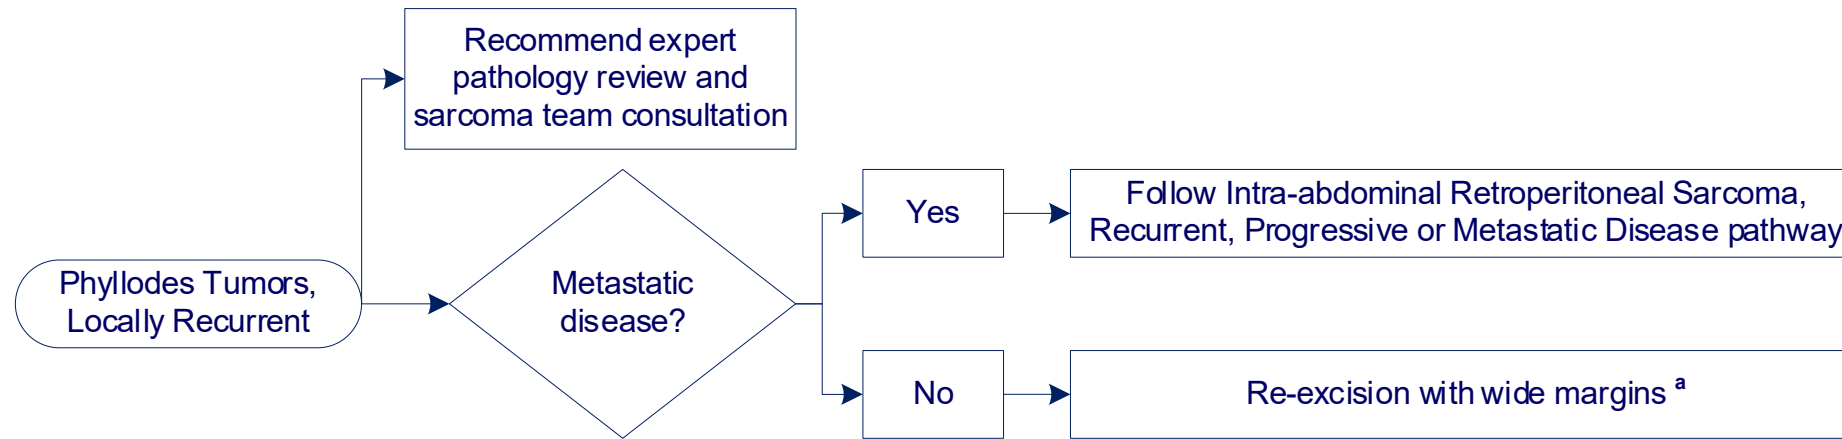 Recommend expert
pathology review and
sarcoma team consultation
Phyllodes Tumors,
Locally Recurrent
Metastatic
disease?
Yes
Follow Intra-abdominal Retroperitoneal Sarcoma,
Recurrent, Progressive or Metastatic Disease pathway
No
Re-excision with wide margins a